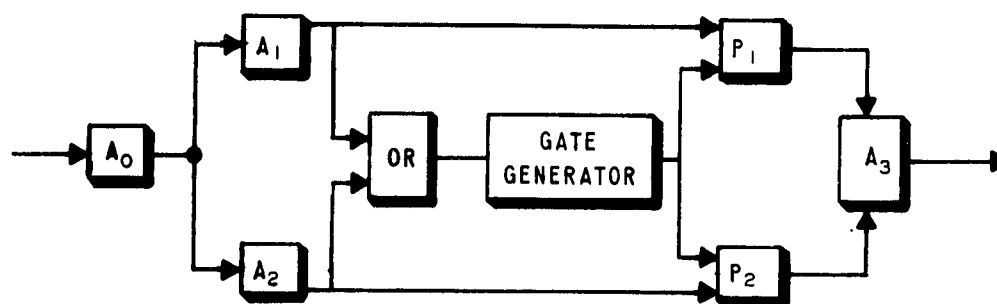 A1
P1
A0
OR
GATE
GENERATOR
A3
A2
P2